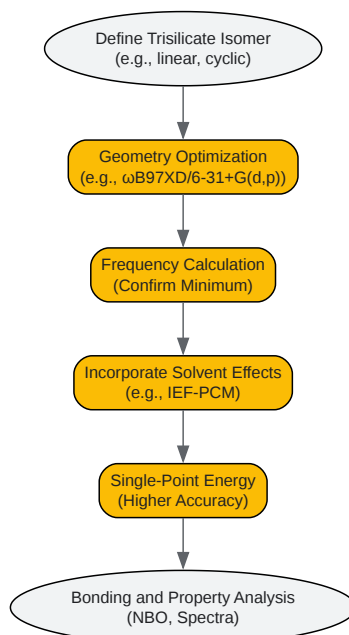 Define Trisilicate Isomer
(e.g., linear, cyclic)
Geometry Optimization
(e.g., ωB97XD/6-31+G(d,p))
Frequency Calculation
(Confirm Minimum)
Incorporate Solvent Effects
(e.g., IEF-PCM)
Single-Point Energy
(Higher Accuracy)
Bonding and Property Analysis
(NBO, Spectra)